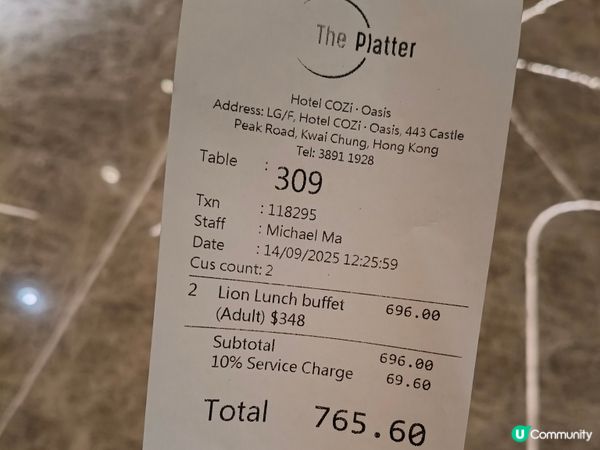 The Platter
Hotel COZi · Oasis
Address: LG/F, Hotel COZi · Oasis, 443 Castle
Peak Road, Kwai Chung, Hong Kong
Tel: 3891 1928
Table : 309
Txn : 118295
Staff : Michael Ma
Date : 14/09/2025 12:25:59
Cus count: 2
2 Lion Lunch buffet 696.00
(Adult) $348
Subtotal 696.00
10% Service Charge 69.60
Total 765.60
U Community